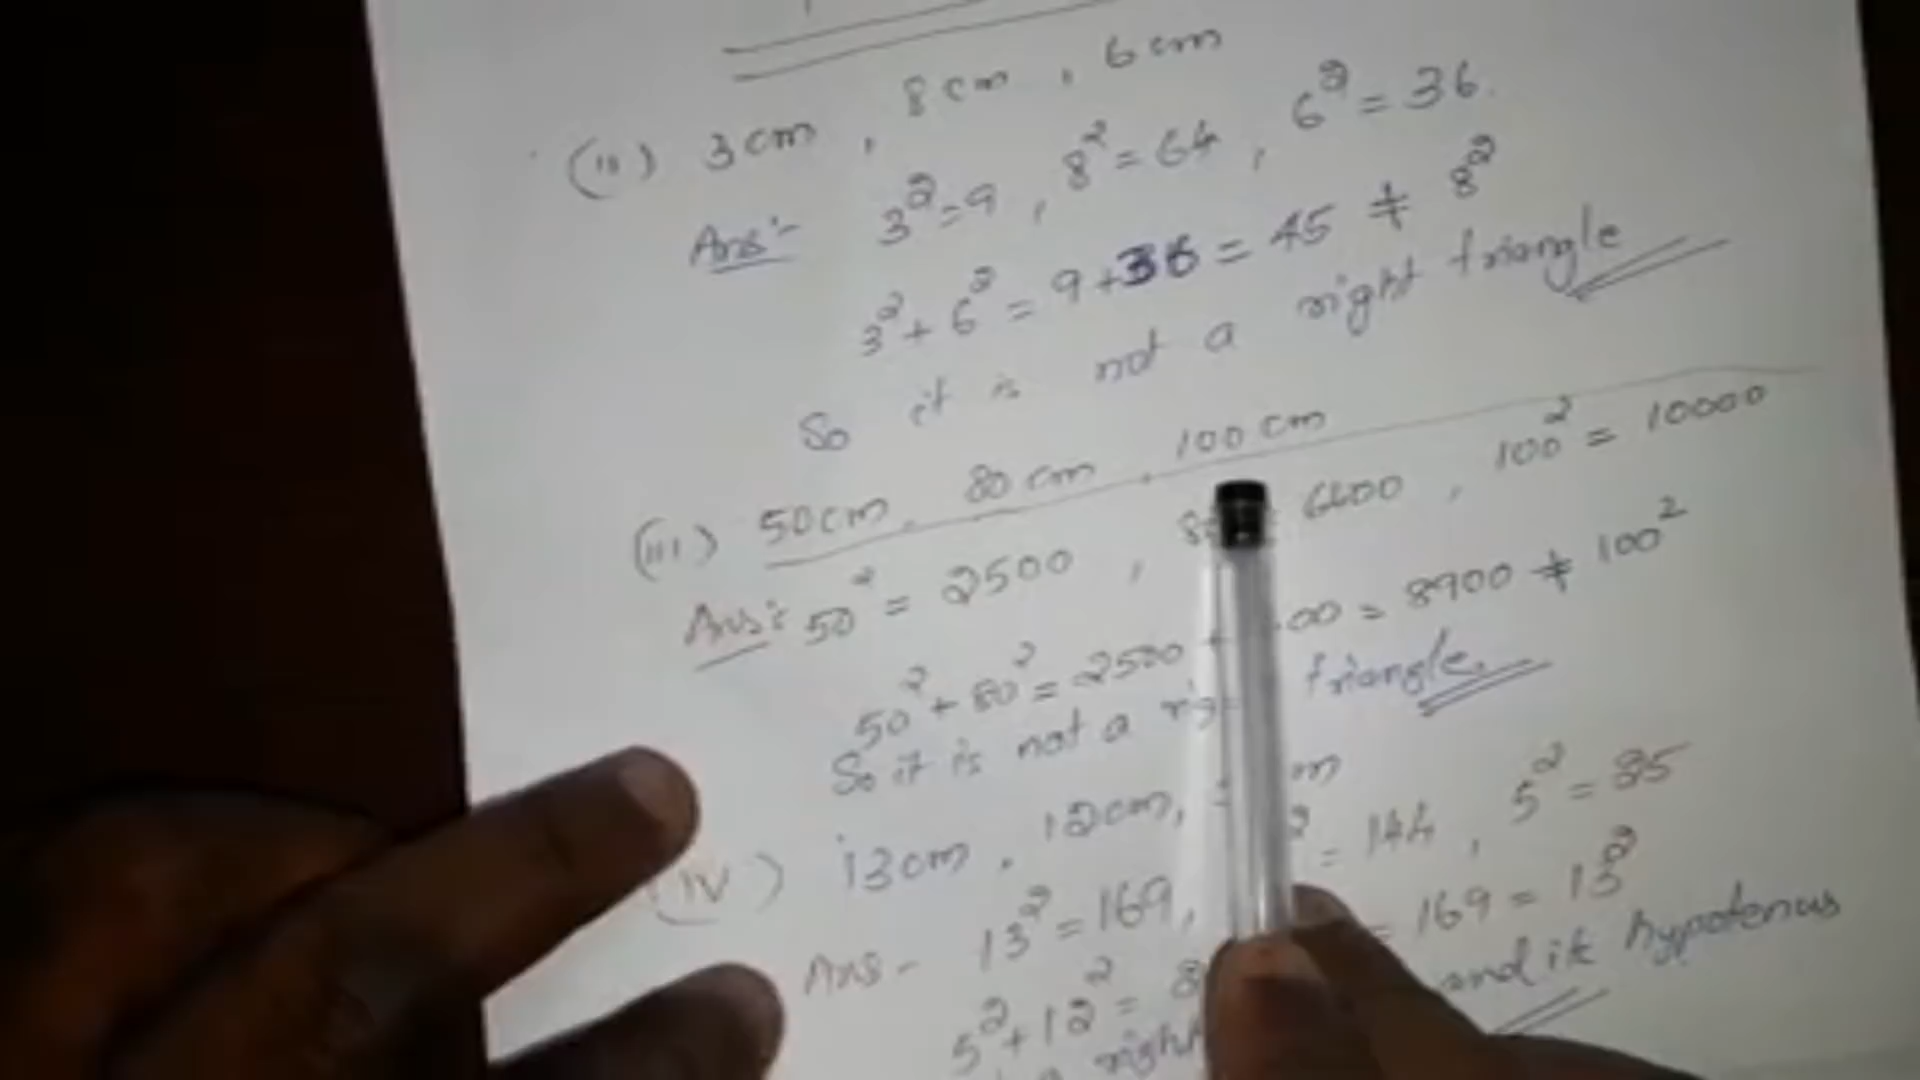 (ii) 3cm, 8cm, 6cm
Ans:- 3²=9, 8²=64, 6²=36.
3²+6²=9+36=45≠8²
So it is not a right triangle
(iii) 50cm, 80cm, 100cm
Ans: 50²=2500, 6400, 100²=10000
50²+80²=2500+ 00=8900≠100²
So it is not a triangle.
(iv) 13cm, 12cm,
Ans- 13²=169, =144, 5²=25
5²+12²= =169=13²
right and it hypotenus